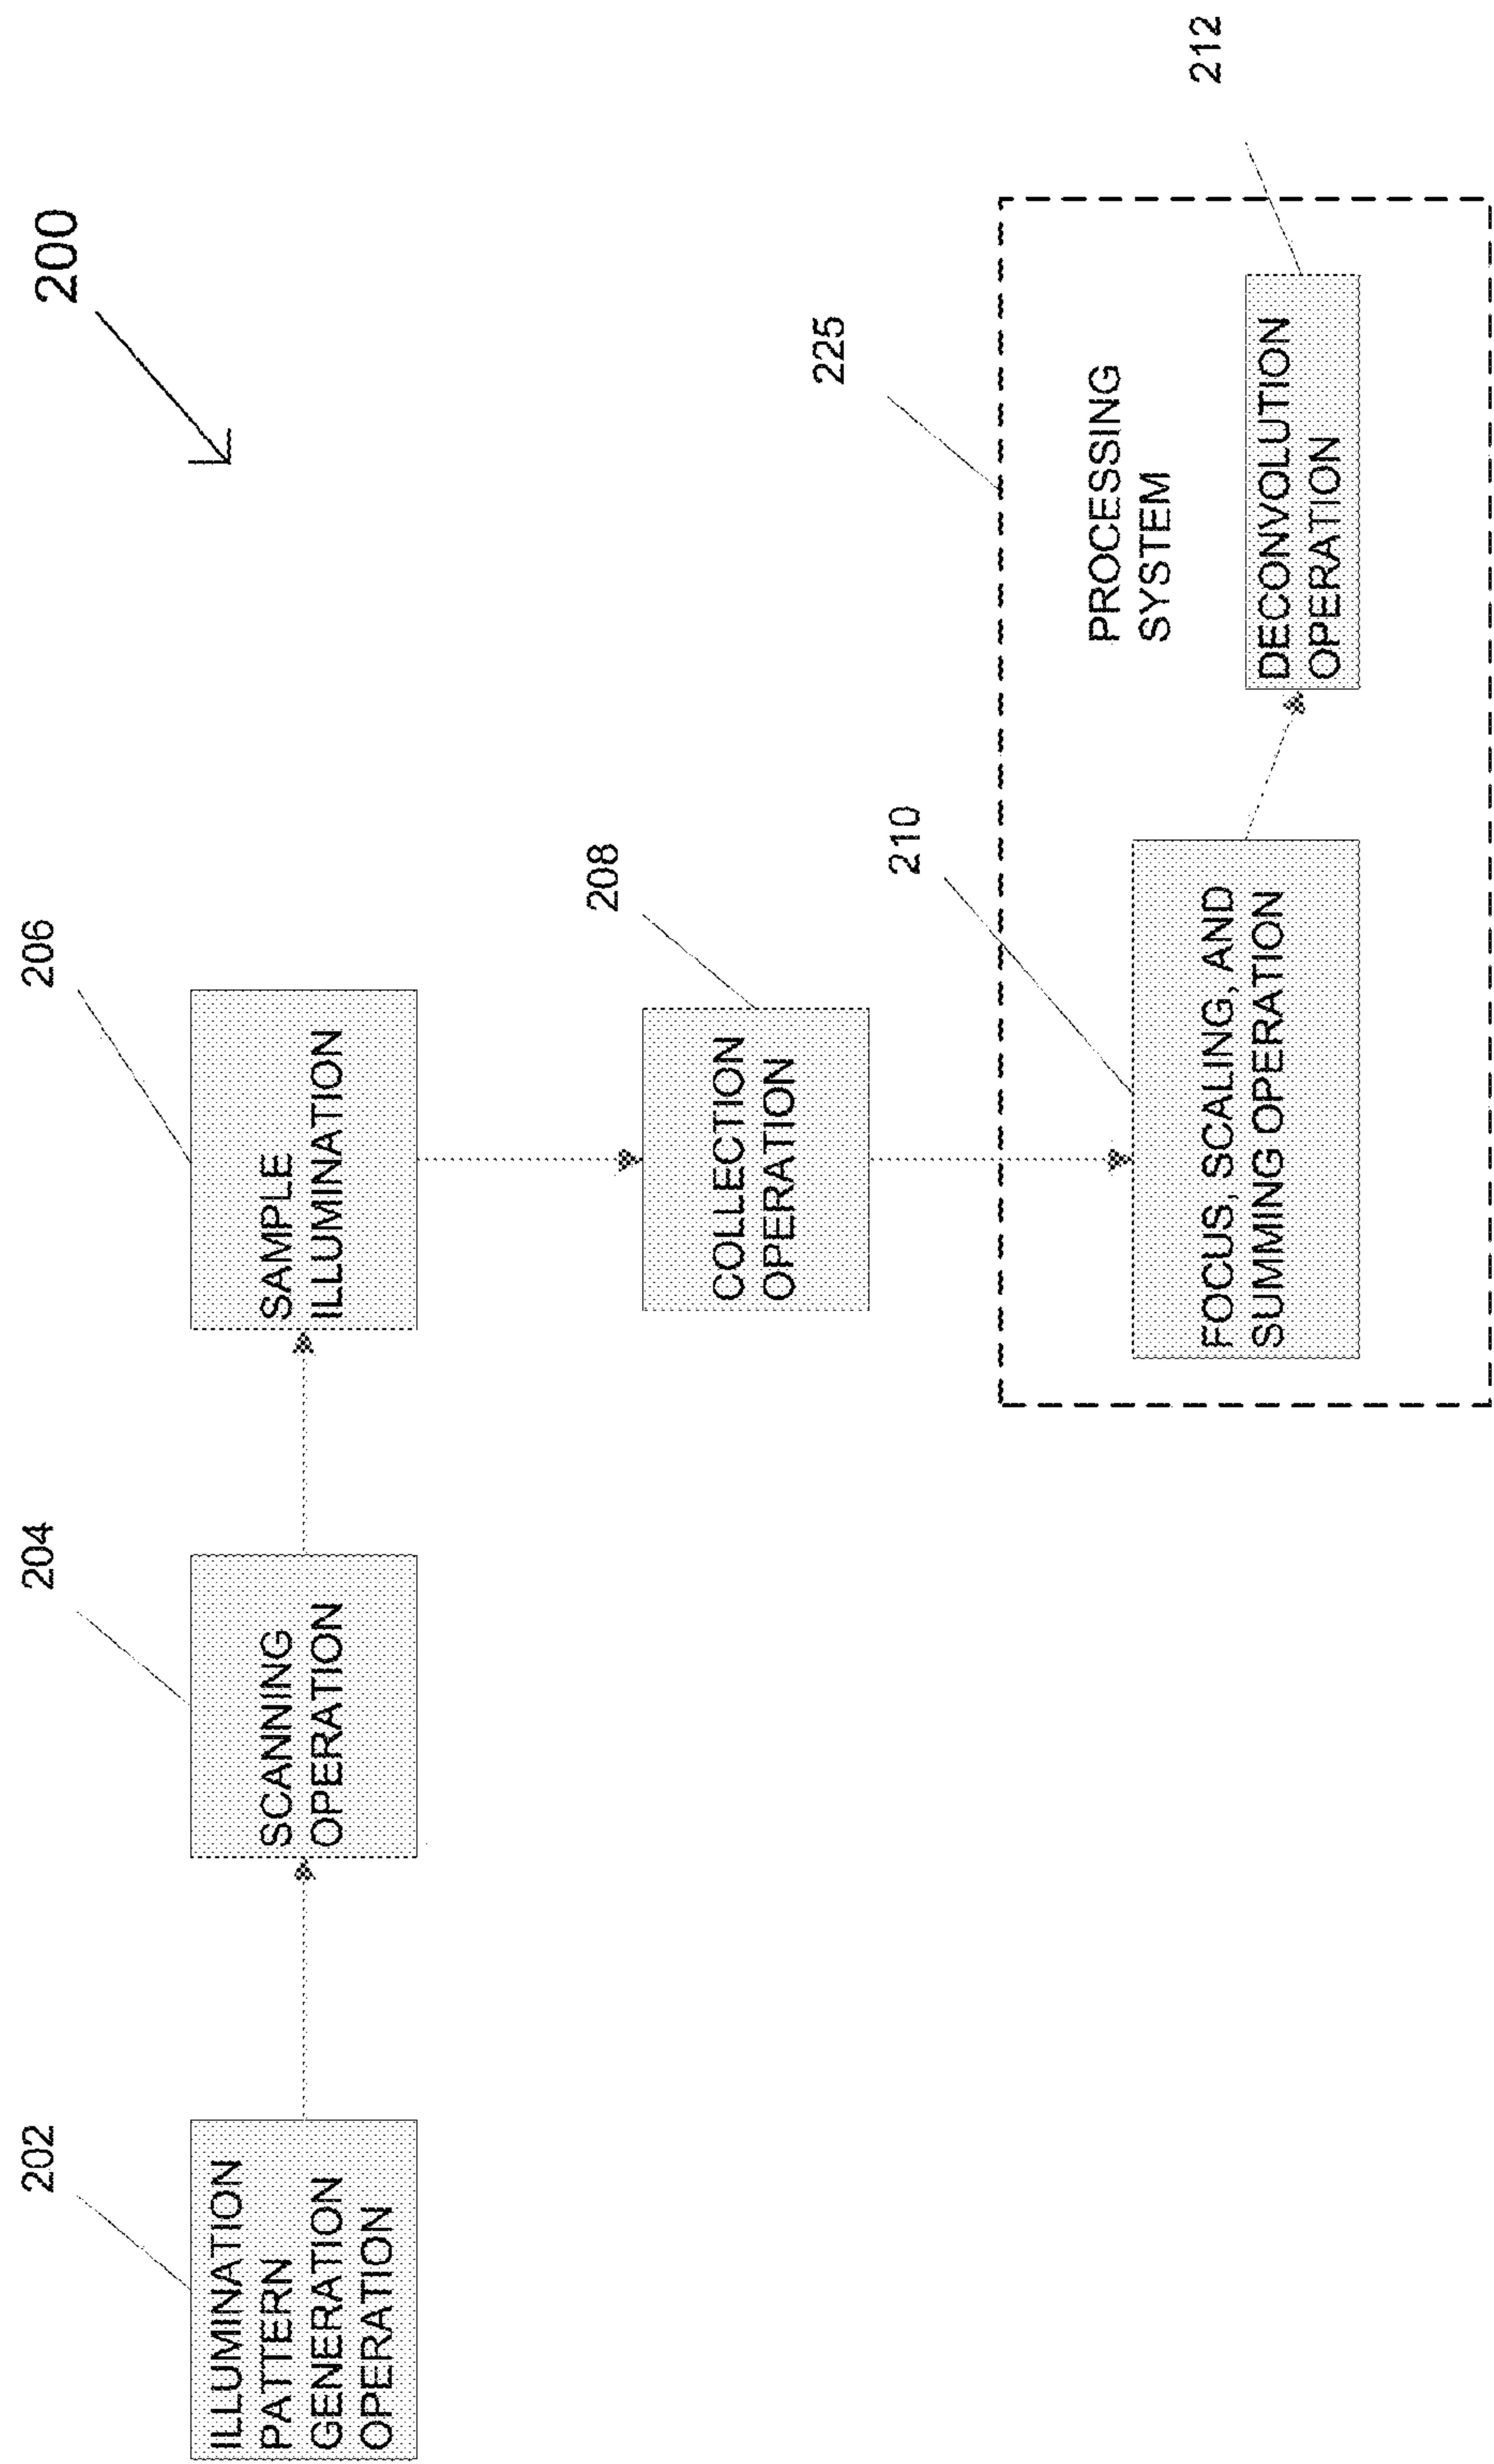 200
202
ILLUMINATION
PATTERN
GENERATION
OPERATION
204
SCANNING
OPERATION
206
SAMPLE
ILLUMINATION
208
COLLECTION
OPERATION
225
PROCESSING
SYSTEM
210
FOCUS, SCALING, AND
SUMMING OPERATION
212
DECONVOLUTION
OPERATION